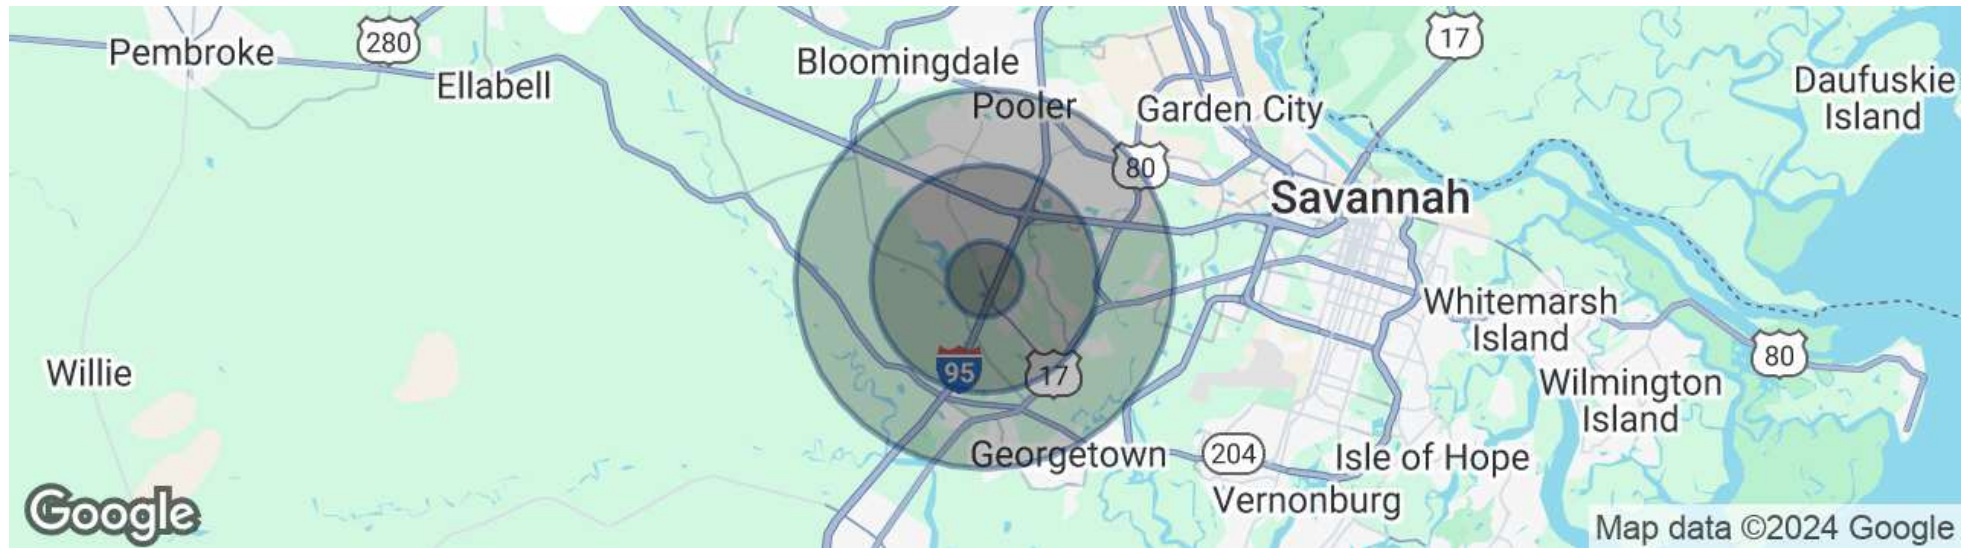 280
17
Pembroke
Bloomingdale
Ellabell
Daufuskie
Island
Pooler
Garden City
80
Savannah
Whitemarsh
Island
80
Willie
95
17
Wilmington
Island
Georgetown
204
Isle of Hope
Vernonburg
Google
Map data ©2024 Google